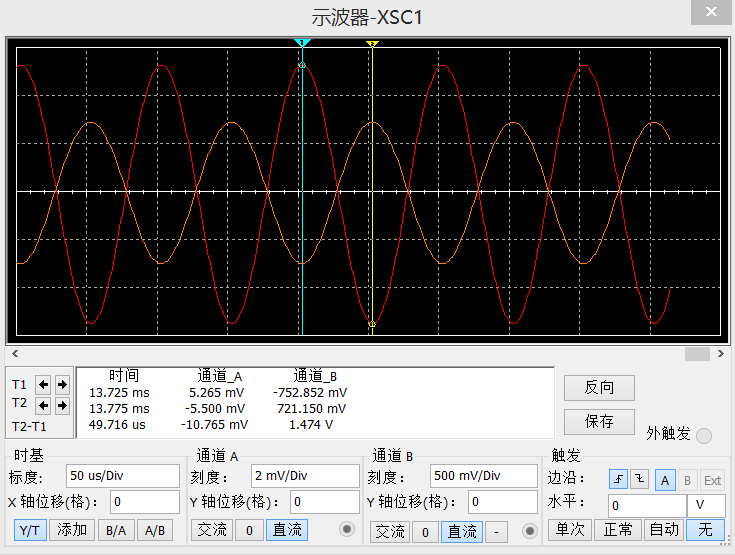 示波器-XSC1
1 2
时间 通道_A 通道_B
T1 13.725 ms 5.265 mV -752.852 mV
T2 13.775 ms -5.500 mV 721.150 mV
T2-T1 49.716 us -10.765 mV 1.474 V
反向
保存
外触发
时基
标度: 50 us/Div
X 轴位移(格): 0
Y/T 添加 B/A A/B
通道 A
刻度: 2 mV/Div
Y 轴位移(格): 0
交流 0 直流
通道 B
刻度: 500 mV/Div
Y 轴位移(格): 0
交流 0 直流 -
触发
边沿: A B Ext
水平: 0 V
单次 正常 自动 无